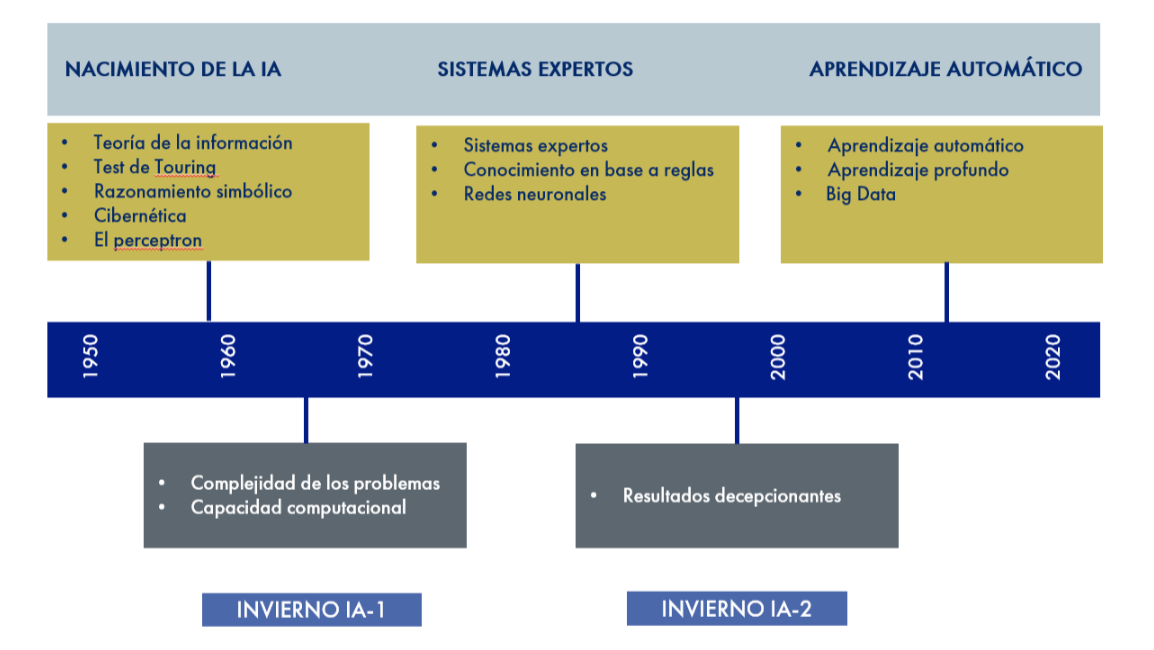 NACIMIENTO DE LA IA
SISTEMAS EXPERTOS
APRENDIZAJE AUTOMÁTICO
• Teoría de la información
• Test de Touring
• Razonamiento simbólico
• Cibernética
• El perceptron
• Sistemas expertos
• Conocimiento en base a reglas
• Redes neuronales
• Aprendizaje automático
• Aprendizaje profundo
• Big Data
1950
1960
1970
1980
1990
2000
2010
2020
• Complejidad de los problemas
• Capacidad computacional
• Resultados decepcionantes
INVIERNO IA-1
INVIERNO IA-2